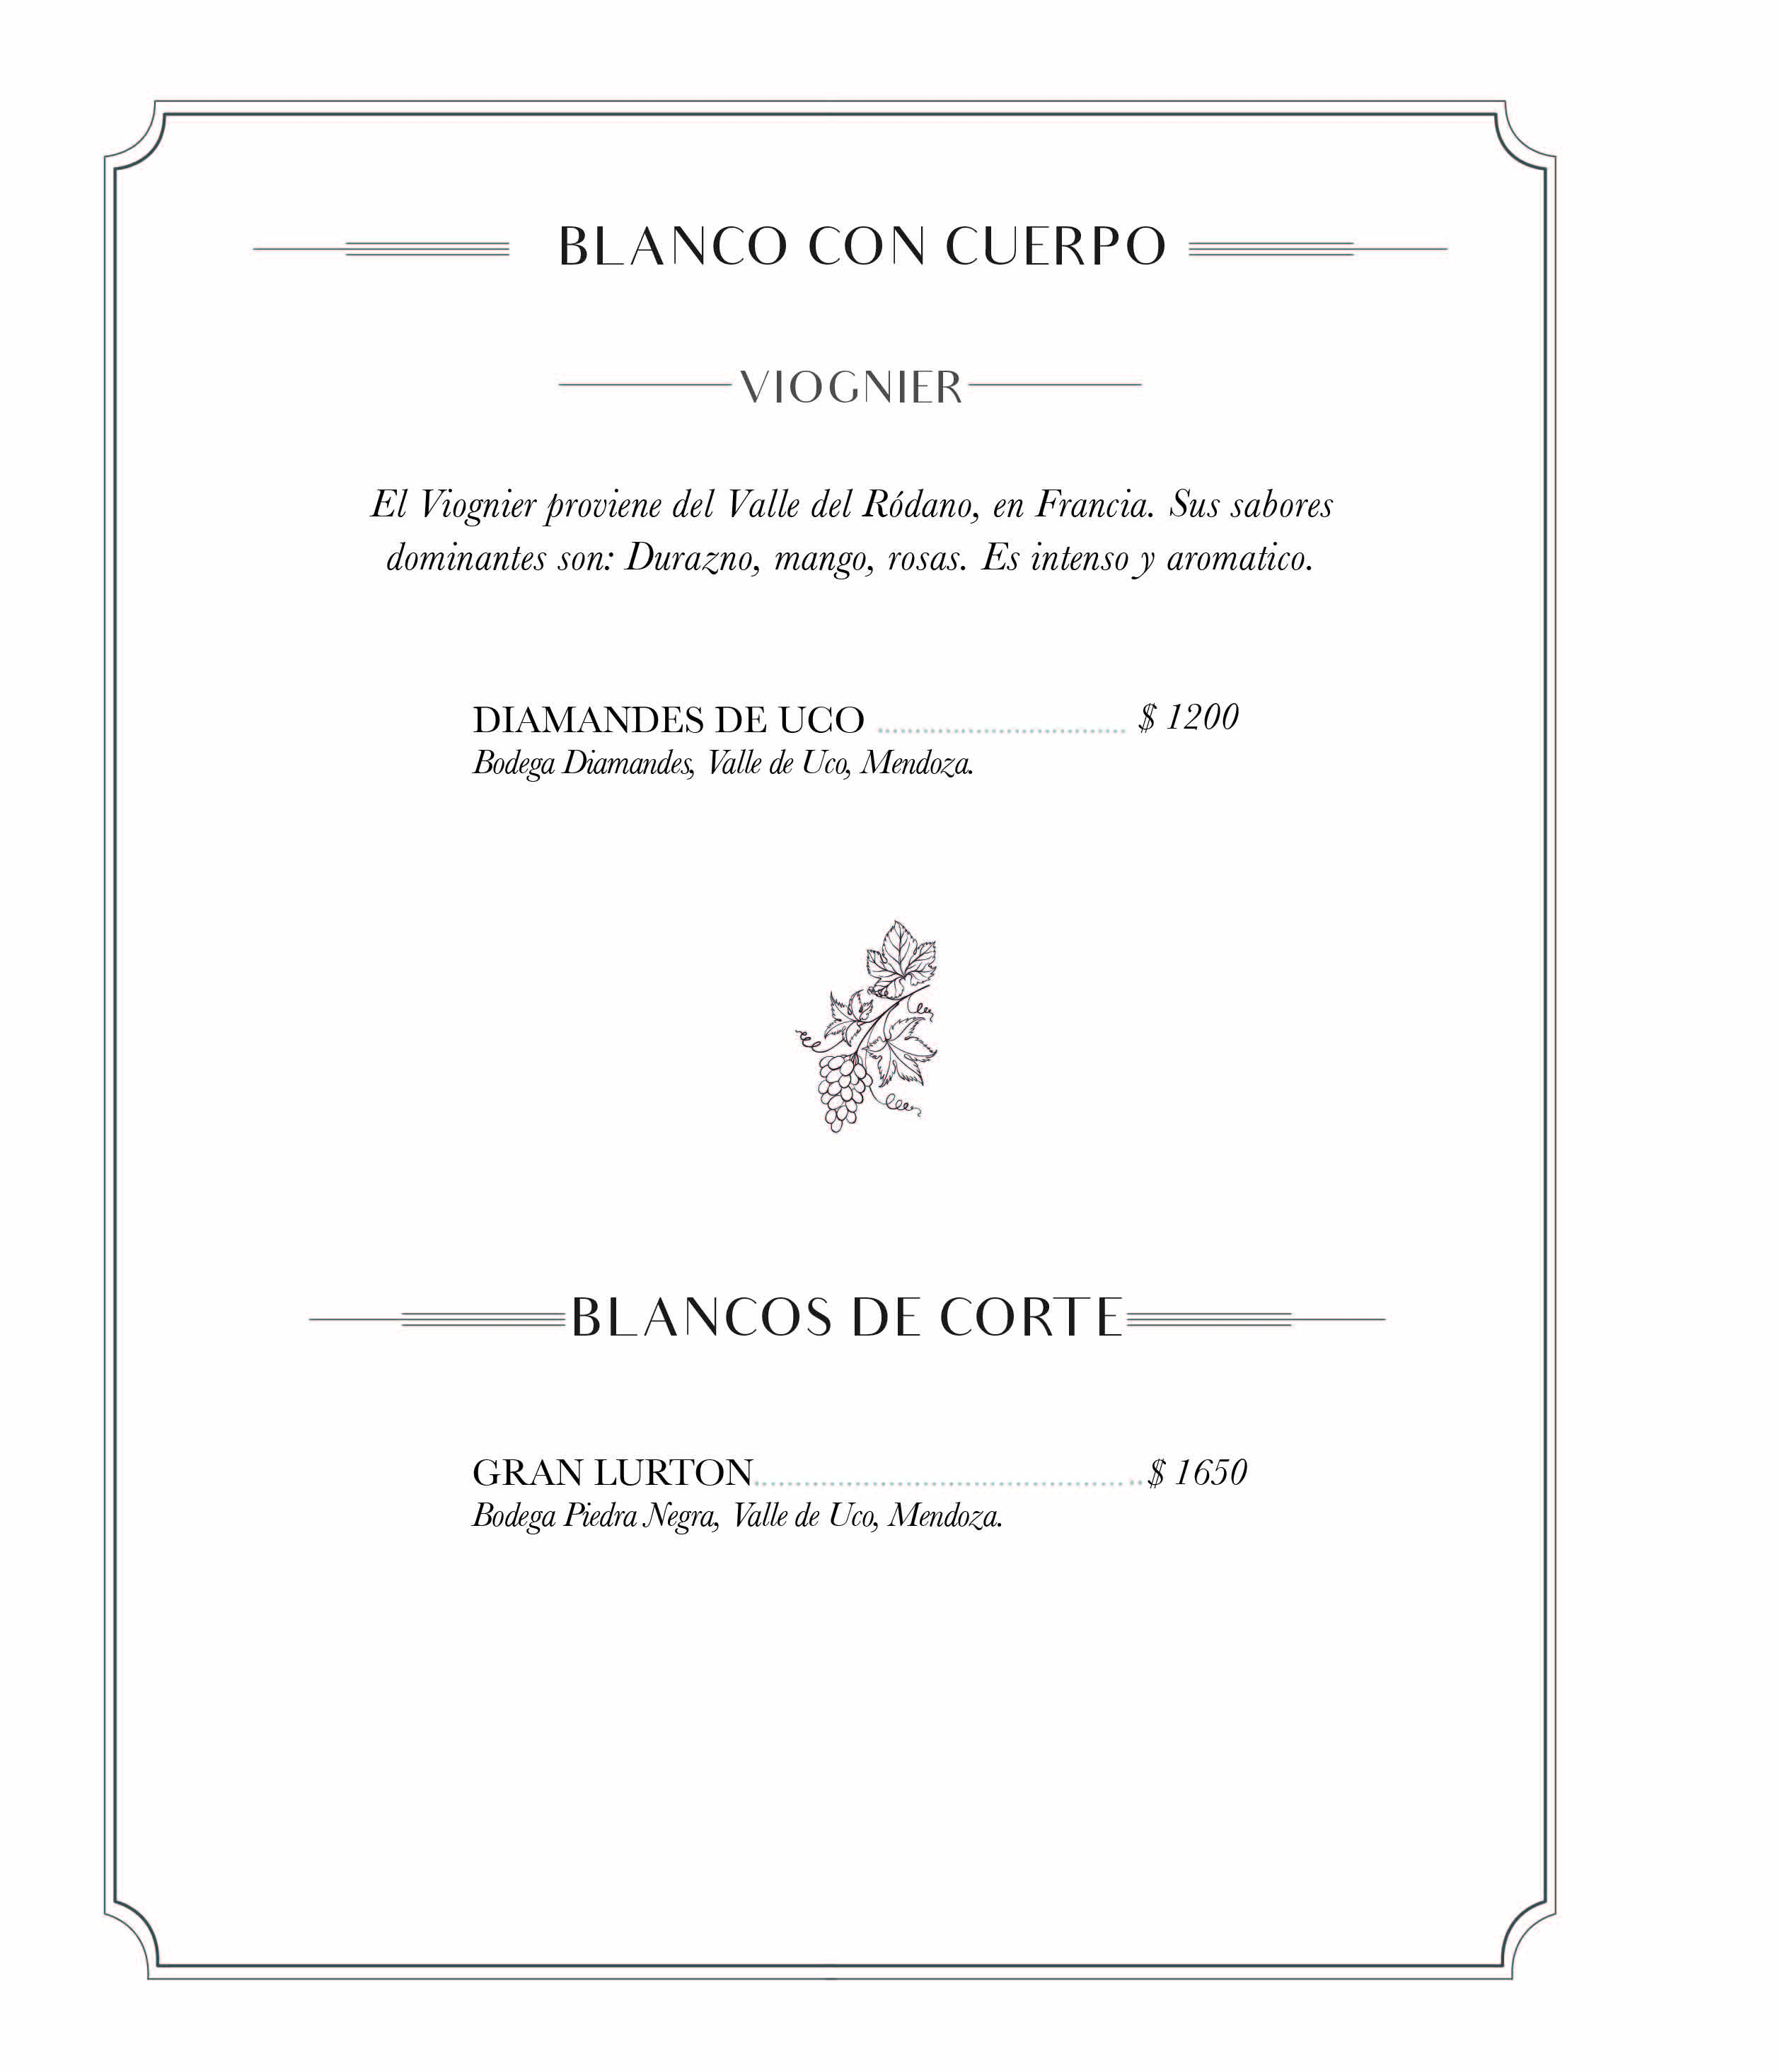 BLANCO CON CUERPO
VIOGNIER
El Viognier proviene del Valle del Ródano, en Francia. Sus sabores
dominantes son: Durazno, mango, rosas. Es intenso y aromatico.
DIAMANDES DE UCO ................................. $ 1200
Bodega Diamandes, Valle de Uco, Mendoza.
BLANCOS DE CORTE
GRAN LURTON.................................................. $ 1650
Bodega Piedra Negra, Valle de Uco, Mendoza.